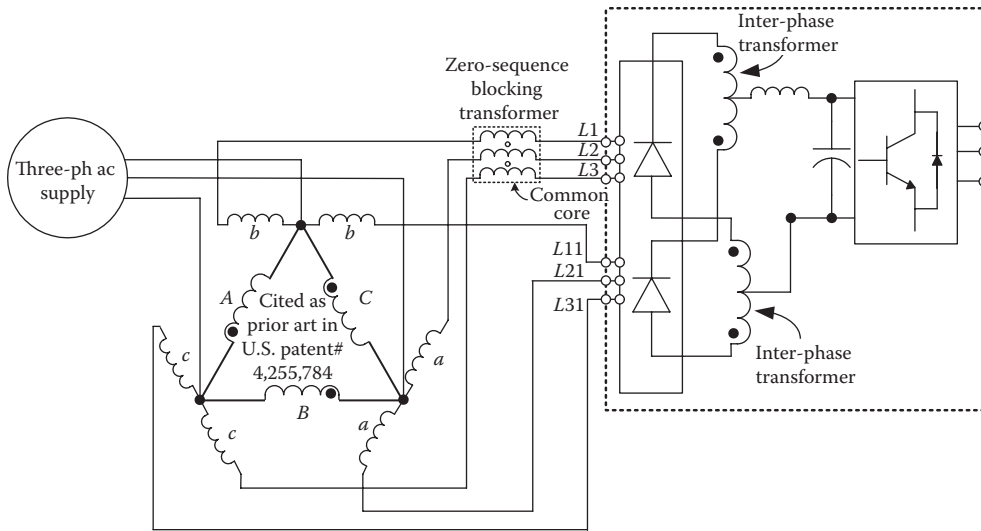 Inter-phase
transformer
Zero-sequence
blocking
transformer
L1
L2
L3
Three-ph ac
supply
Common
core
b
b
L11
L21
L31
A
C
Cited as
prior art in
U.S. patent#
4,255,784
c
a
B
c
a
Inter-phase
transformer